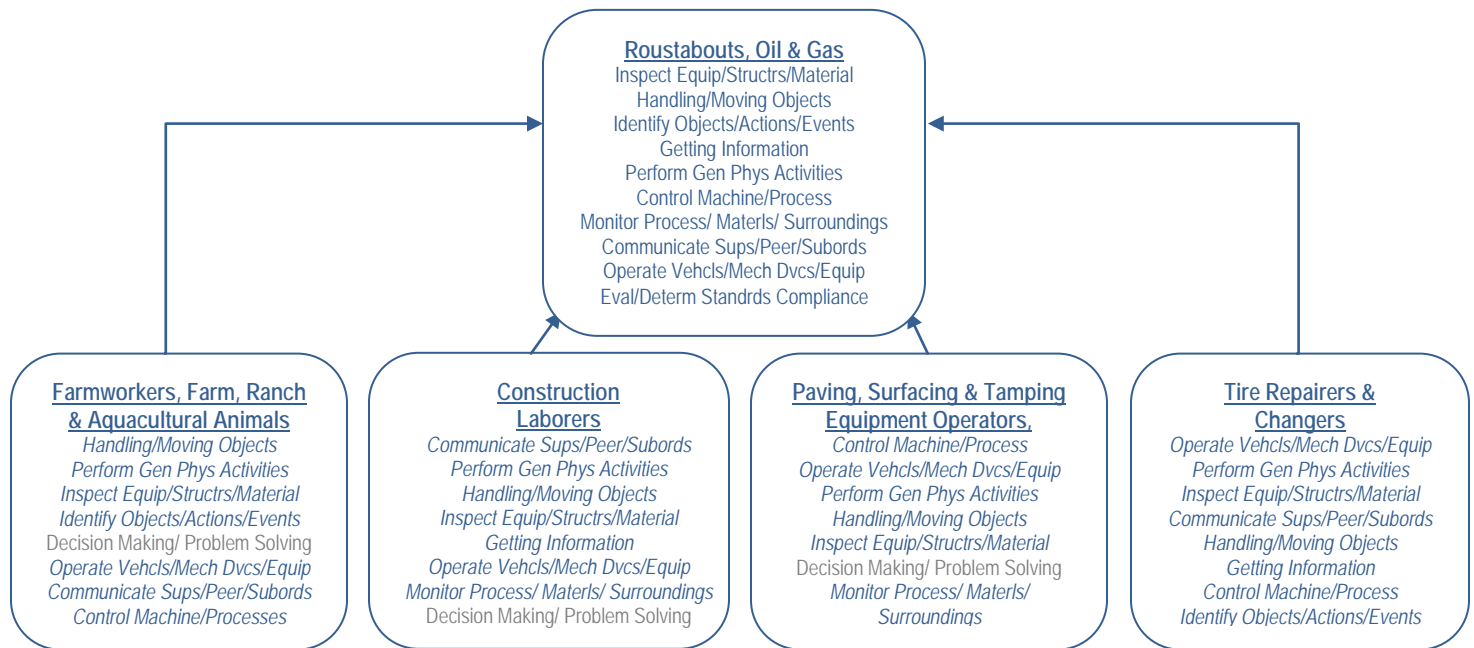 Roustabouts, Oil & Gas
Inspect Equip/Structrs/Material
Handling/Moving Objects
Identify Objects/Actions/Events
Getting Information
Perform Gen Phys Activities
Control Machine/Process
Monitor Process/ Materls/ Surroundings
Communicate Sups/Peer/Subords
Operate Vehcls/Mech Dvcs/Equip
Eval/Determ Standrds Compliance
Farmworkers, Farm, Ranch
& Aquacultural Animals
Handling/Moving Objects
Perform Gen Phys Activities
Inspect Equip/Structrs/Material
Identify Objects/Actions/Events
Decision Making/ Problem Solving
Operate Vehcls/Mech Dvcs/Equip
Communicate Sups/Peer/Subords
Control Machine/Processes
Construction
Laborers
Communicate Sups/Peer/Subords
Perform Gen Phys Activities
Handling/Moving Objects
Inspect Equip/Structrs/Material
Getting Information
Operate Vehcls/Mech Dvcs/Equip
Monitor Process/ Materls/ Surroundings
Decision Making/ Problem Solving
Paving, Surfacing & Tamping
Equipment Operators,
Control Machine/Process
Operate Vehcls/Mech Dvcs/Equip
Perform Gen Phys Activities
Handling/Moving Objects
Inspect Equip/Structrs/Material
Decision Making/ Problem Solving
Monitor Process/ Materls/
Surroundings
Tire Repairers &
Changers
Operate Vehcls/Mech Dvcs/Equip
Perform Gen Phys Activities
Inspect Equip/Structrs/Material
Communicate Sups/Peer/Subords
Handling/Moving Objects
Getting Information
Control Machine/Process
Identify Objects/Actions/Events